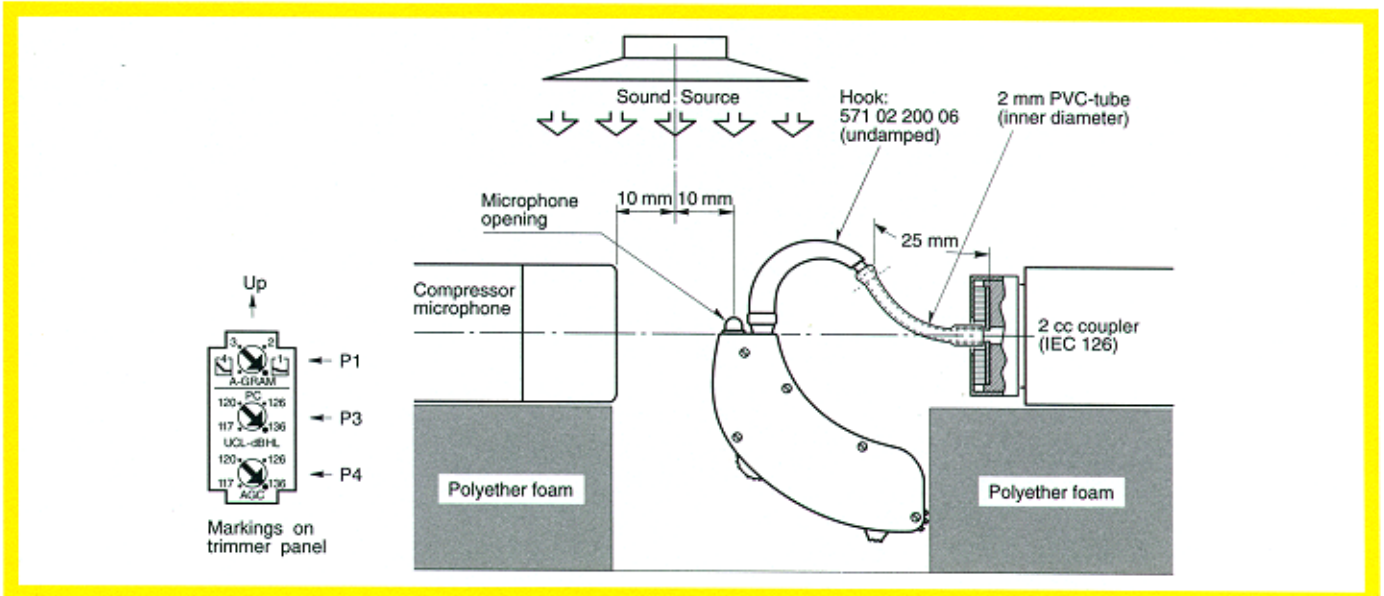 Sound Source
Hook:
571 02 200 06
(undamped)
2 mm PVC-tube
(inner diameter)
Microphone
opening
10 mm
10 mm
25 mm
Compressor
microphone
2 cc coupler
(IEC 126)
Polyether foam
Polyether foam
Up
3 2
4 1
A-GRAM
P1
PC
120 126
117 136
UCL-dBHL
P3
120 126
117 136
AGC
P4
Markings on
trimmer panel